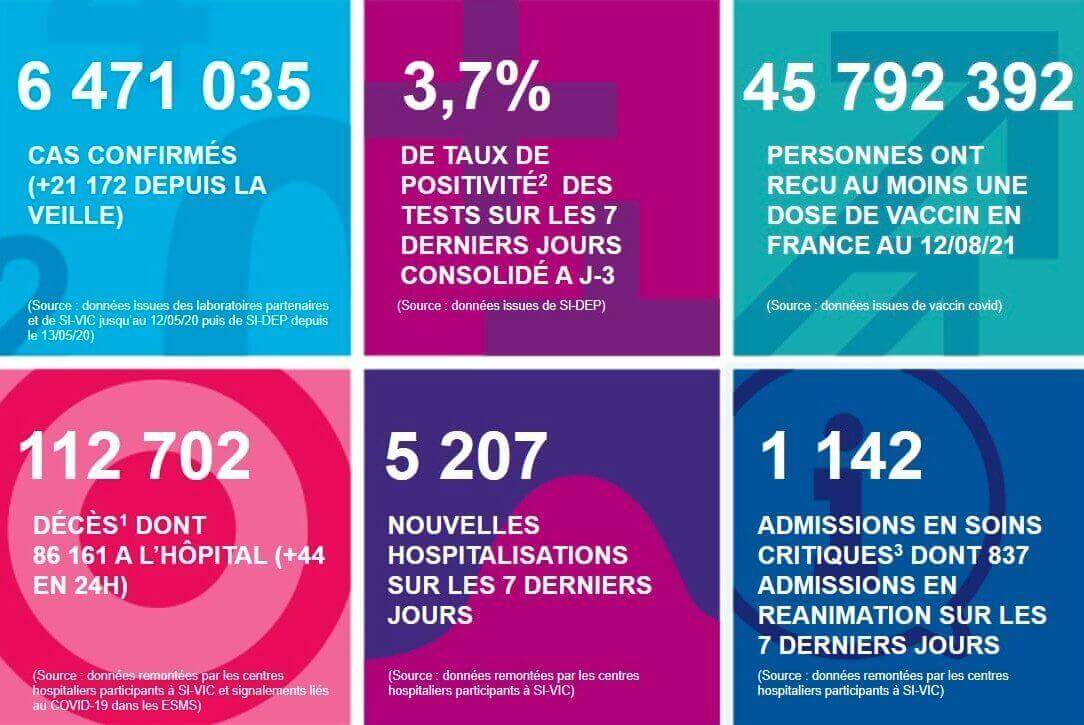 6 471 035
CAS CONFIRMÉS
(+21 172 DEPUIS LA
VEILLE)
(Source : données issues des laboratoires partenaires
et de SI-VIC jusqu'au 12/05/20 puis de SI-DEP depuis
le 13/05/20)
3,7%
DE TAUX DE
POSITIVITÉ² DES
TESTS SUR LES 7
DERNIERS JOURS
CONSOLIDÉ A J-3
(Source : données issues de SI-DEP)
45 792 392
PERSONNES ONT
RECU AU MOINS UNE
DOSE DE VACCIN EN
FRANCE AU 12/08/21
(Source : données issues de vaccin covid)
112 702
DÉCÈS¹ DONT
86 161 A L'HÔPITAL (+44
EN 24H)
(Source : données remontées par les centres
hospitaliers participants à SI-VIC et signalements liés
au COVID-19 dans les ESMS)
5 207
NOUVELLES
HOSPITALISATIONS
SUR LES 7 DERNIERS
JOURS
(Source : données remontées par les centres
hospitaliers participants à SI-VIC)
1 142
ADMISSIONS EN SOINS
CRITIQUES³ DONT 837
ADMISSIONS EN
REANIMATION SUR LES
7 DERNIERS JOURS
(Source : données remontées par les centres
hospitaliers participants à SI-VIC)